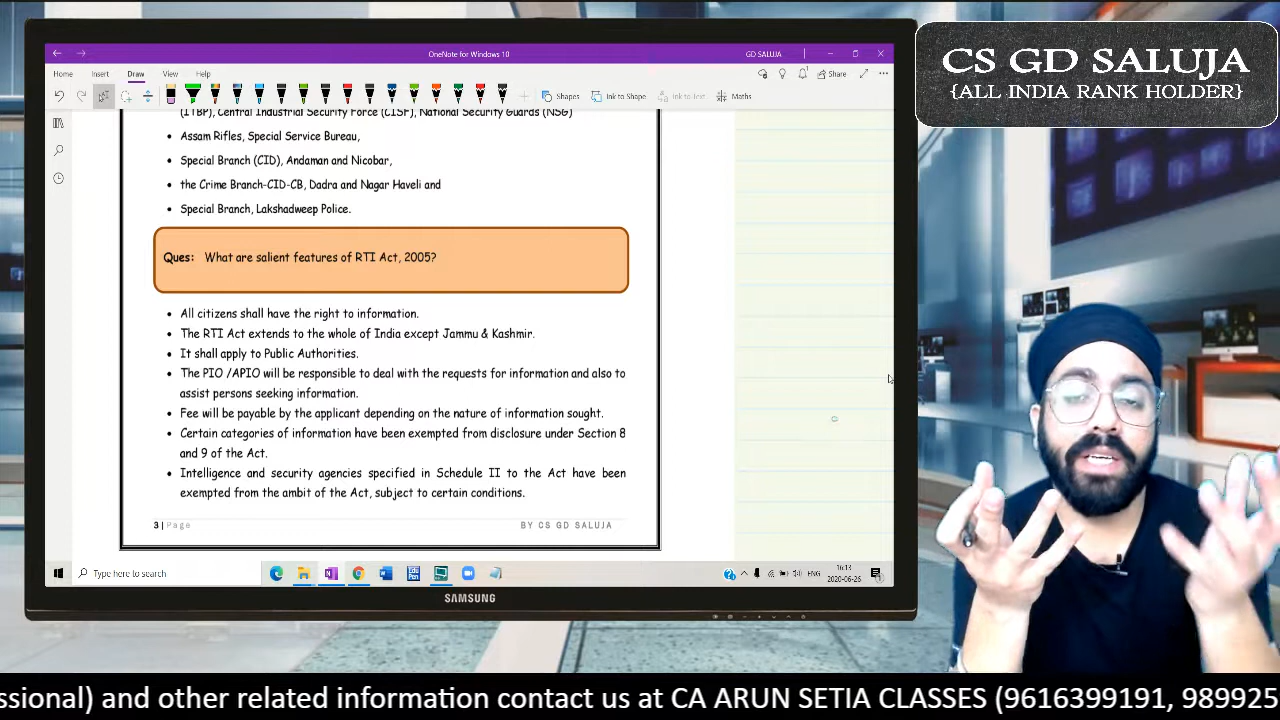 CS GD SALUJA
{ALL INDIA RANK HOLDER}
OneNote for Windows 10
GD SALUJA
Home Insert Draw View Help
Share
Shapes Ink to Shape Ink to Text Maths
(ITBP), Central Industrial Security Force (CISF), National Security Guards (NSG)
• Assam Rifles, Special Service Bureau,
• Special Branch (CID), Andaman and Nicobar,
• the Crime Branch-CID-CB, Dadra and Nagar Haveli and
• Special Branch, Lakshadweep Police.
Ques: What are salient features of RTI Act, 2005?
• All citizens shall have the right to information.
• The RTI Act extends to the whole of India except Jammu & Kashmir.
• It shall apply to Public Authorities.
• The PIO /APIO will be responsible to deal with the requests for information and also to
assist persons seeking information.
• Fee will be payable by the applicant depending on the nature of information sought.
• Certain categories of information have been exempted from disclosure under Section 8
and 9 of the Act.
• Intelligence and security agencies specified in Schedule II to the Act have been
exempted from the ambit of the Act, subject to certain conditions.
3 | Page
BY CS GD SALUJA
Type here to search
ENG
16:13
2020-06-26
SAMSUNG
ssional) and other related information contact us at CA ARUN SETIA CLASSES (9616399191, 989925